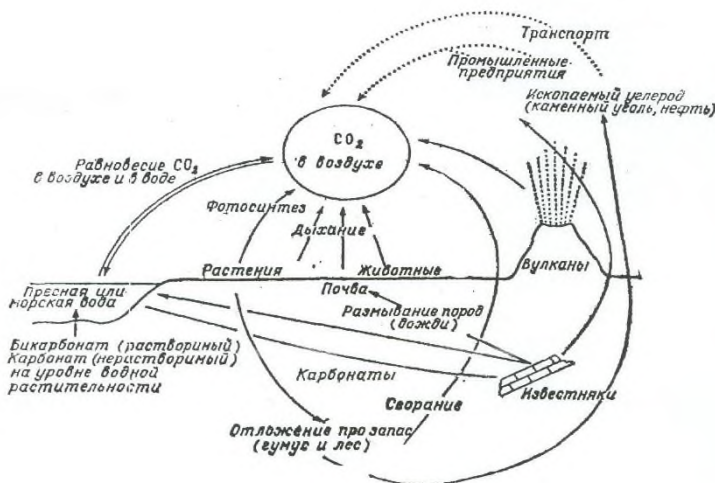 Транспорт
Промышленные
предприятия
Ископаемый углерод
(каменный уголь, нефть)
CO₂
в воздухе
Равновесие CO₂
в воздухе и в воде
Фотосинтез
Дыхание
Растения
Животные
Вулканы
Почва
Пресная или
морская вода
Размывание пород
(дожди)
Бикарбонат (растворимый)
Карбонат (нерастворимый)
на уровне водной
растительности
Карбонаты
Сгорание
Известняки
Отложение про запас
(гумус и лес)